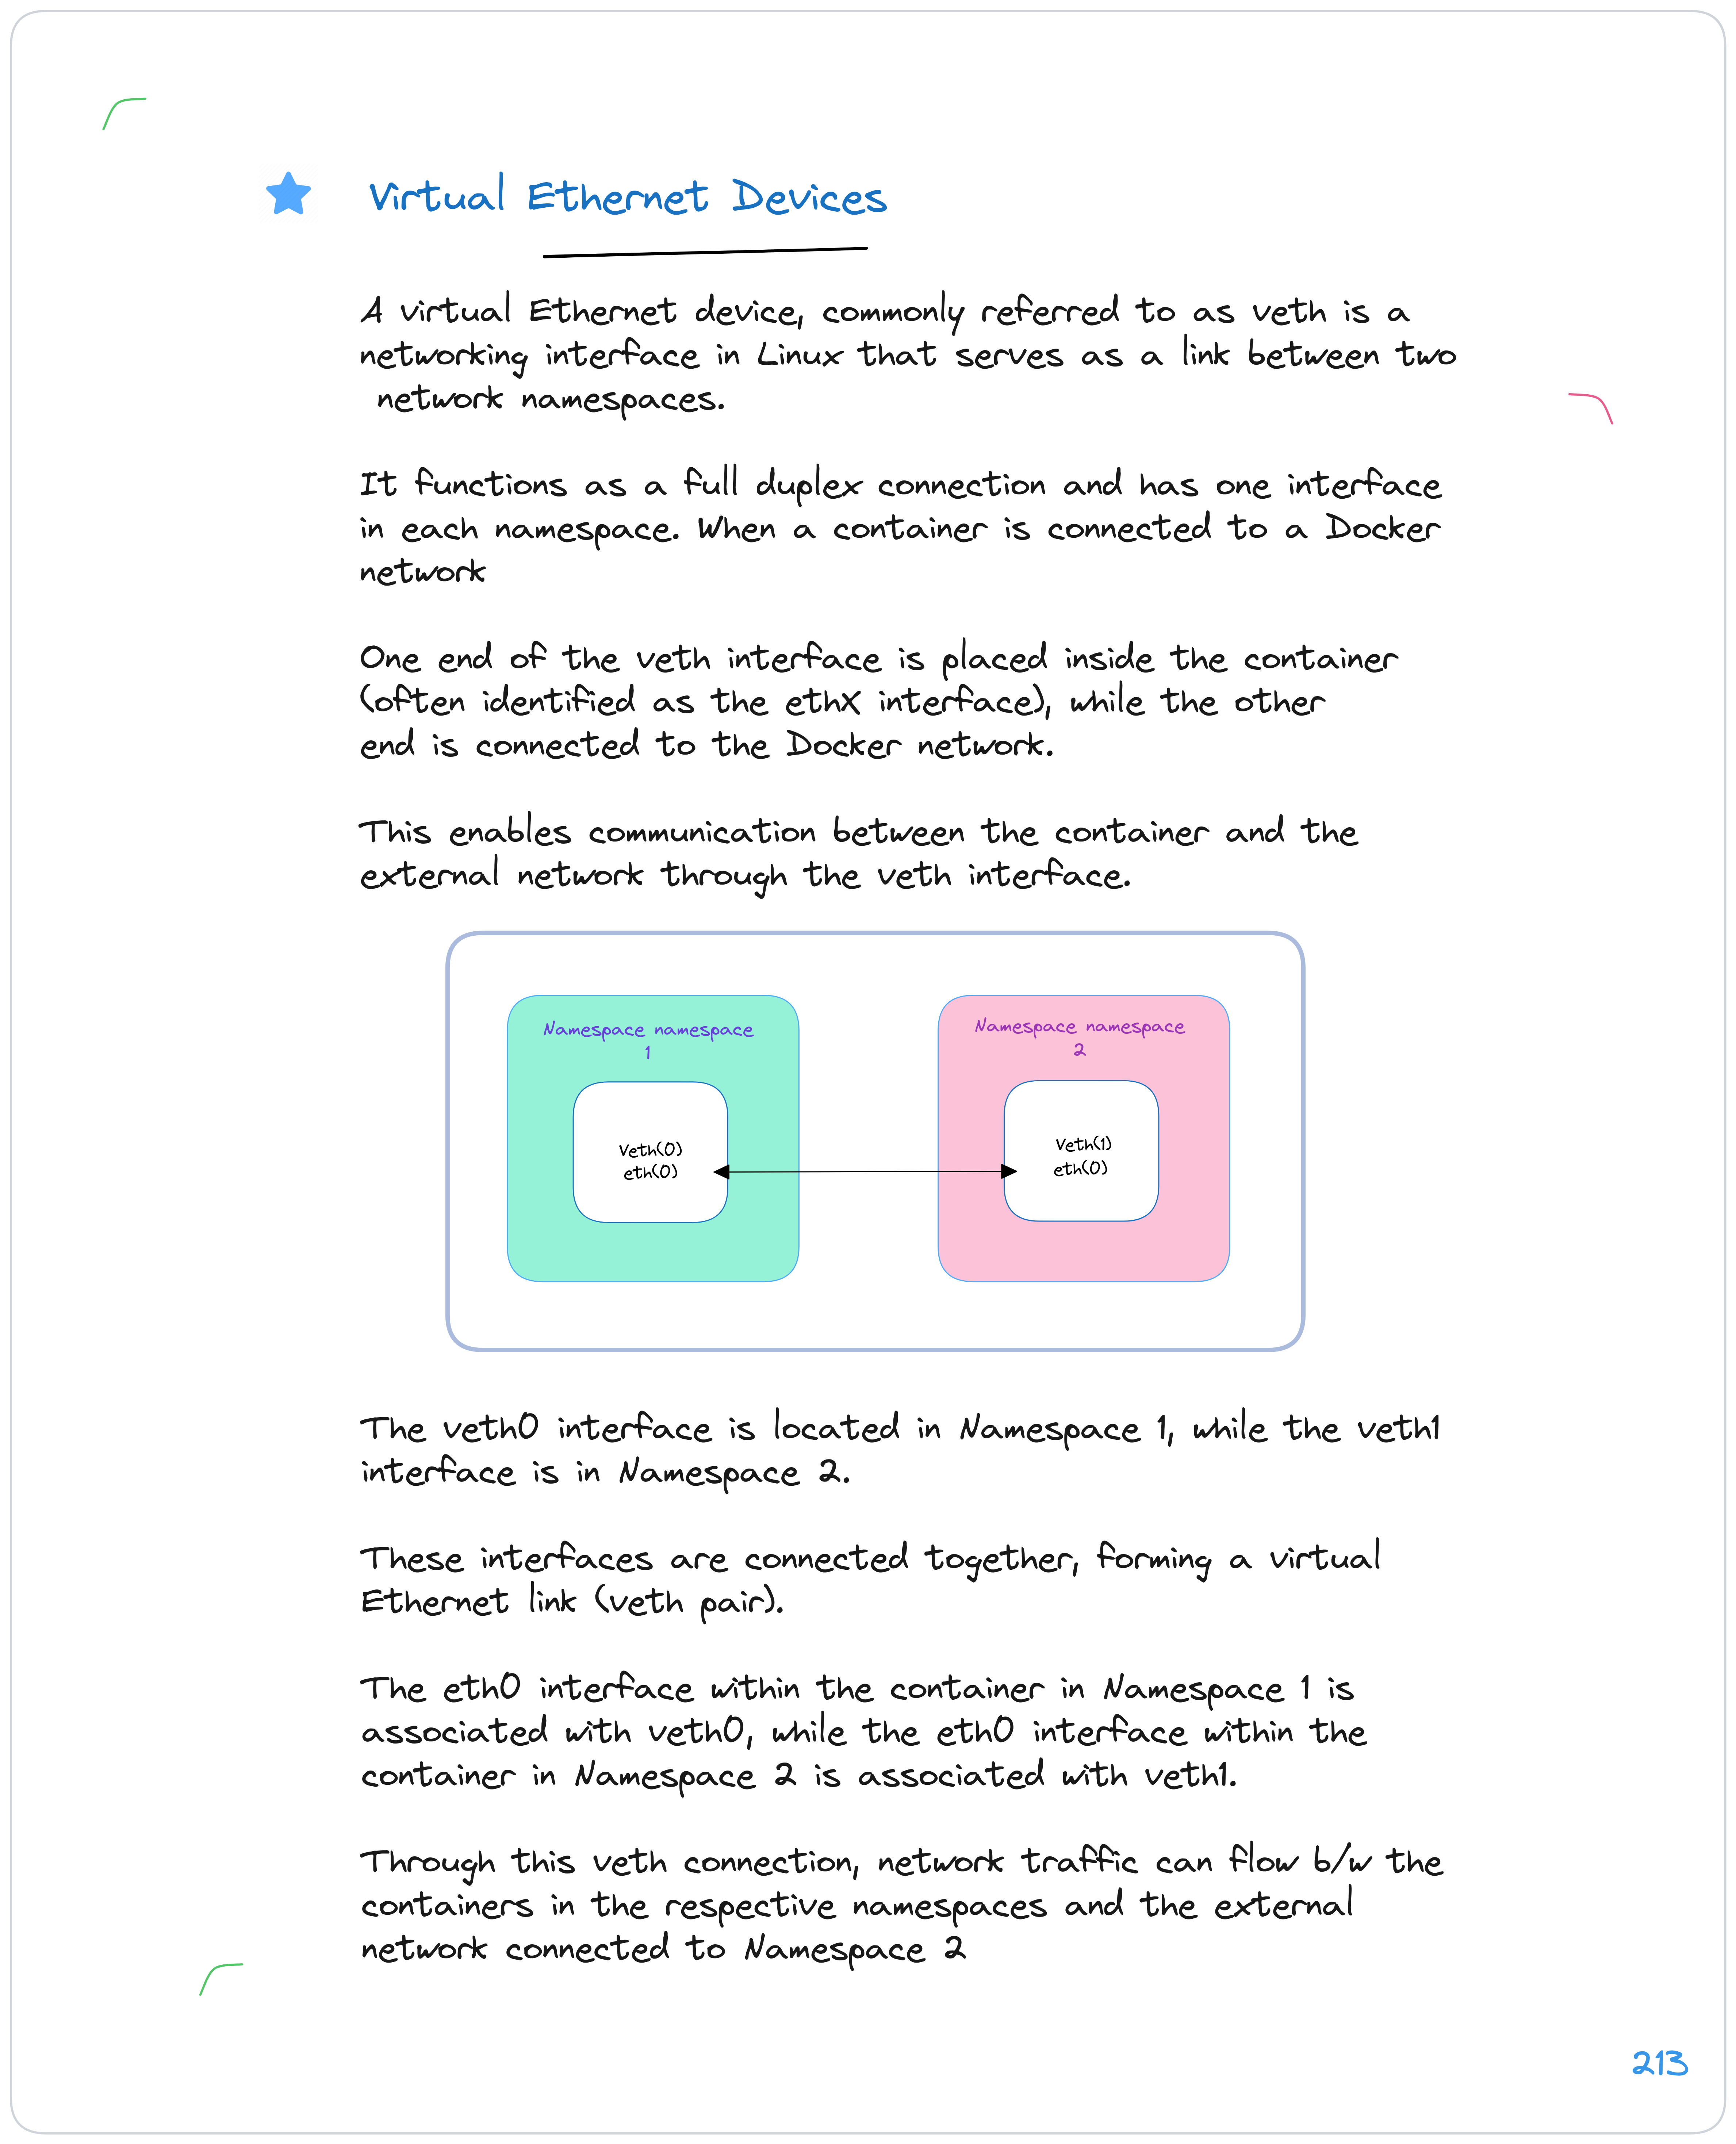 Virtual Ethernet Devices
A virtual Ethernet device, commonly referred to as veth is a
networking interface in Linux that serves as a link between two
network namespaces.
It functions as a full duplex connection and has one interface
in each namespace. When a container is connected to a Docker
network
One end of the veth interface is placed inside the container
(often identified as the ethX interface), while the other
end is connected to the Docker network.
This enables communication between the container and the
external network through the veth interface.
Namespace namespace
1
Veth(0)
eth(0)
Namespace namespace
2
Veth(1)
eth(0)
The veth0 interface is located in Namespace 1, while the veth1
interface is in Namespace 2.
These interfaces are connected together, forming a virtual
Ethernet link (veth pair).
The eth0 interface within the container in Namespace 1 is
associated with veth0, while the eth0 interface within the
container in Namespace 2 is associated with veth1.
Through this veth connection, network traffic can flow b/w the
containers in the respective namespaces and the external
network connected to Namespace 2
213